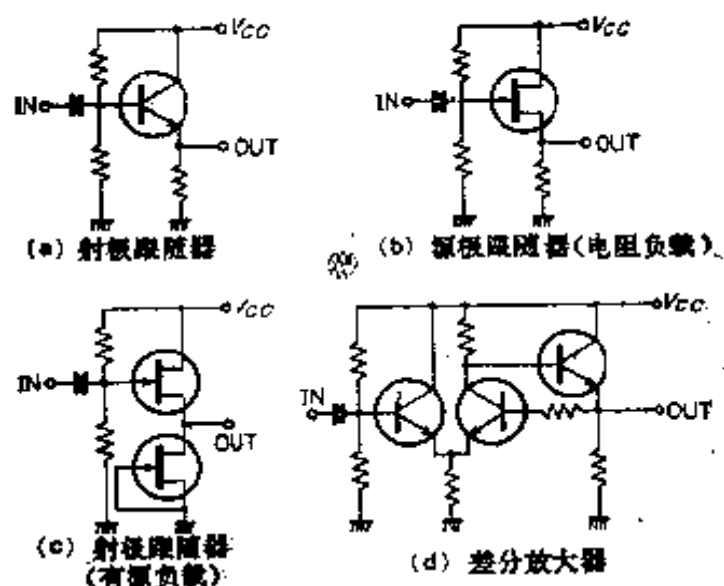 VCC
IN
OUT
(a) 射极跟随器
VCC
IN
OUT
(b) 源极跟随器(电阻负载)
VCC
IN
OUT
(c) 射极跟随器
(有源负载)
VCC
IN
OUT
(d) 差分放大器